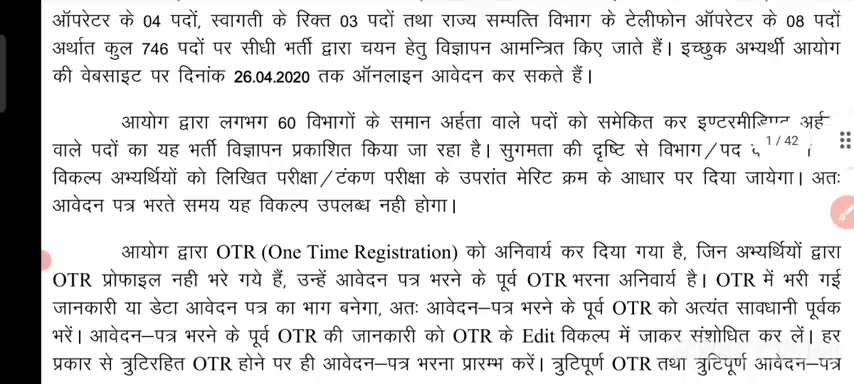 ऑपरेटर के 04 पदों, स्वागती के रिक्त 03 पदों तथा राज्य सम्पत्ति विभाग के टेलीफोन ऑपरेटर के 08 पदों
अर्थात कुल 746 पदों पर सीधी भर्ती द्वारा चयन हेतु विज्ञापन आमन्त्रित किए जाते हैं। इच्छुक अभ्यर्थी आयोग
की वेबसाइट पर दिनांक 26.04.2020 तक ऑनलाइन आवेदन कर सकते हैं।
आयोग द्वारा लगभग 60 विभागों के समान अर्हता वाले पदों को समेकित कर
वाले पदों का यह भर्ती विज्ञापन प्रकाशित किया जा रहा है। सुगमता की दृष्टि से विभाग/पद
1/42
विकल्प अभ्यर्थियों को लिखित परीक्षा/टंकण परीक्षा के उपरांत मेरिट क्रम के आधार पर दिया जायेगा। अतः
आवेदन पत्र भरते समय यह विकल्प उपलब्ध नही होगा।
आयोग द्वारा OTR (One Time Registration) को अनिवार्य कर दिया गया है, जिन अभ्यर्थियों द्वारा
OTR प्रोफाइल नही भरे गये हैं, उन्हें आवेदन पत्र भरने के पूर्व OTR भरना अनिवार्य है। OTR में भरी गई
जानकारी या डेटा आवेदन पत्र का भाग बनेगा, अतः आवेदन–पत्र भरने के पूर्व OTR को अत्यंत सावधानी पूर्वक
भरें। आवेदन–पत्र भरने के पूर्व OTR की जानकारी को OTR के Edit विकल्प में जाकर संशोधित कर लें। हर
प्रकार से त्रुटिरहित OTR होने पर ही आवेदन–पत्र भरना प्रारम्भ करें। त्रुटिपूर्ण OTR तथा त्रुटिपूर्ण आवेदन–पत्र